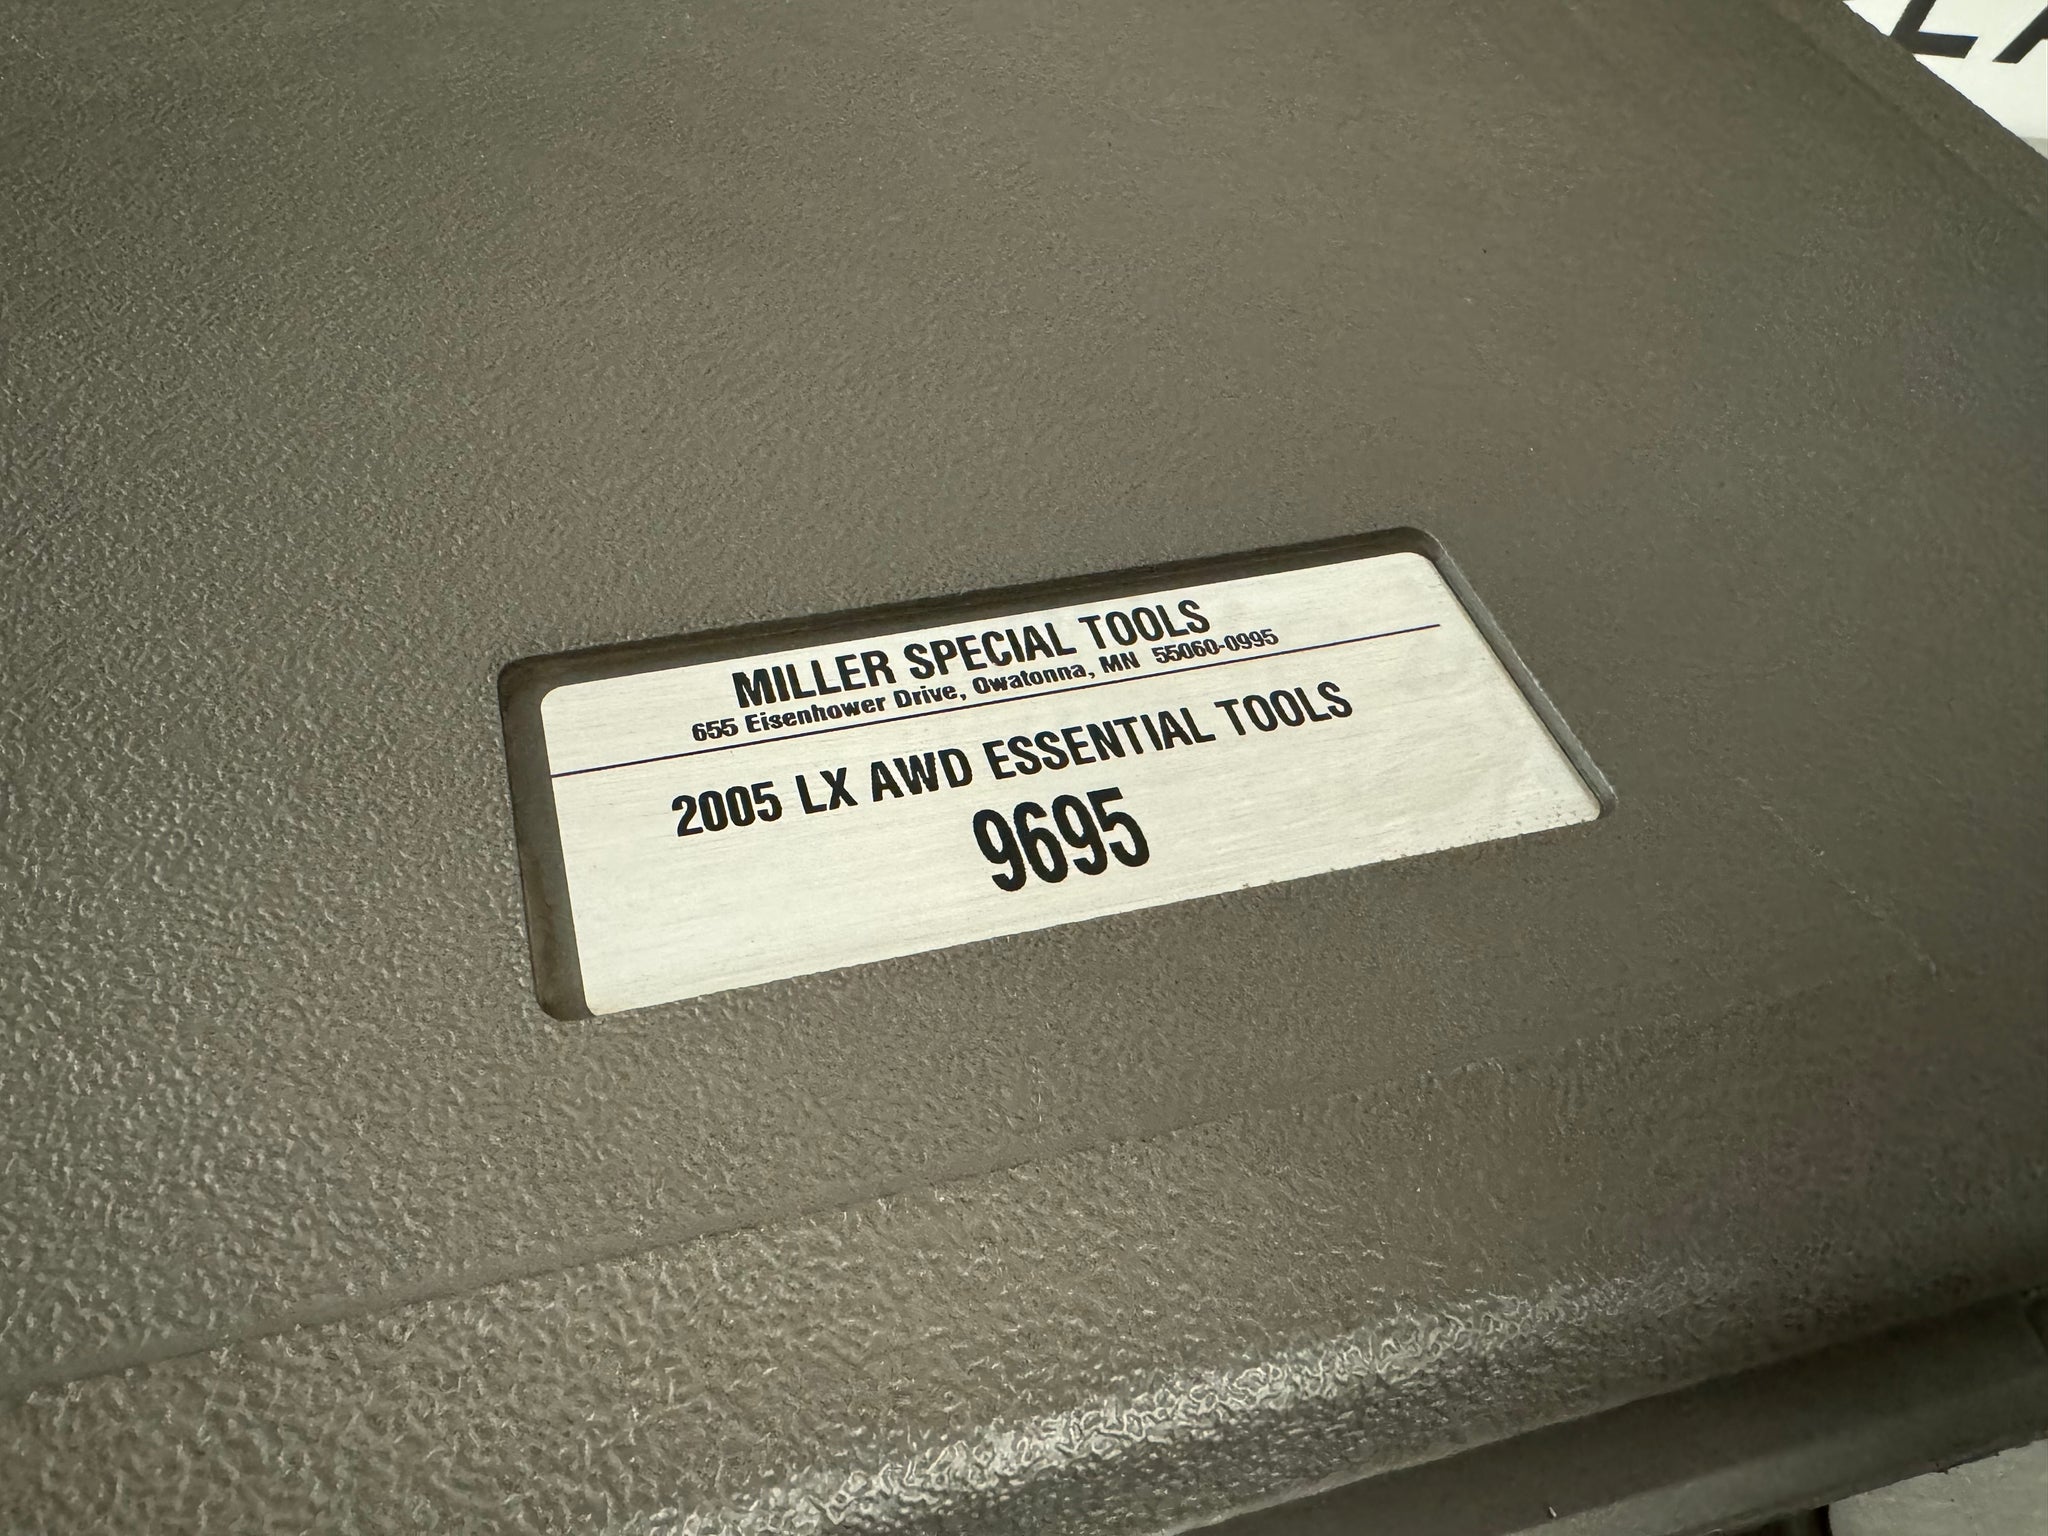 MILLER SPECIAL TOOLS
655 Eisenhower Drive, Owatonna, MN 55060-0995
2005 LX AWD ESSENTIAL TOOLS
9695